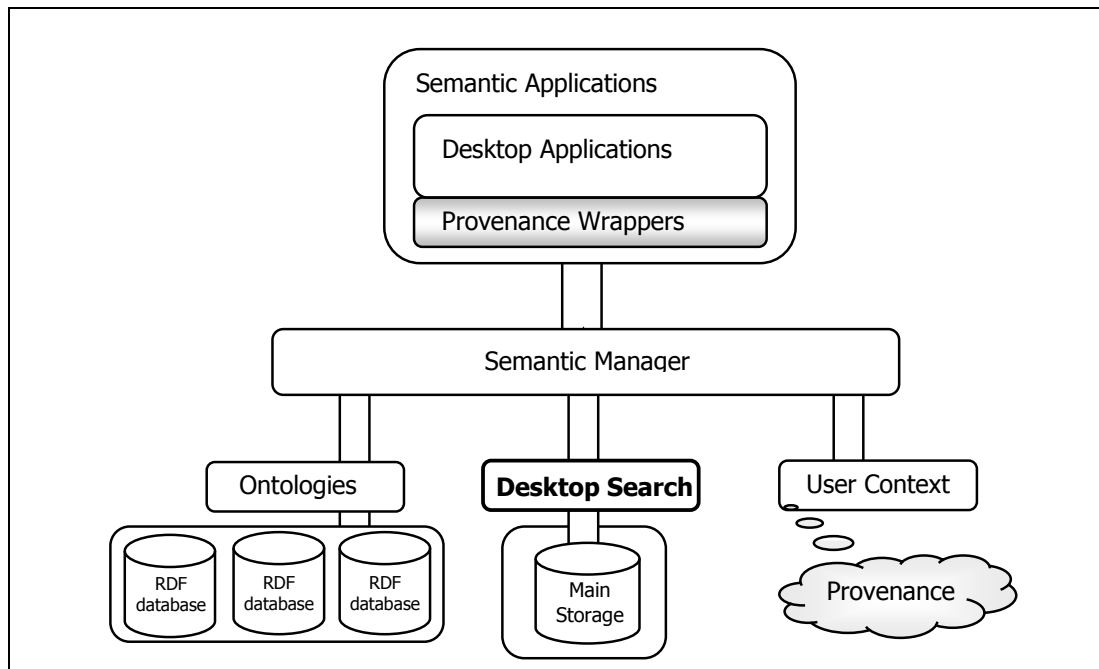 Semantic Applications
Desktop Applications
Provenance Wrappers
Semantic Manager
Ontologies
Desktop Search
User Context
RDF
database
RDF
database
RDF
database
Main
Storage
Provenance